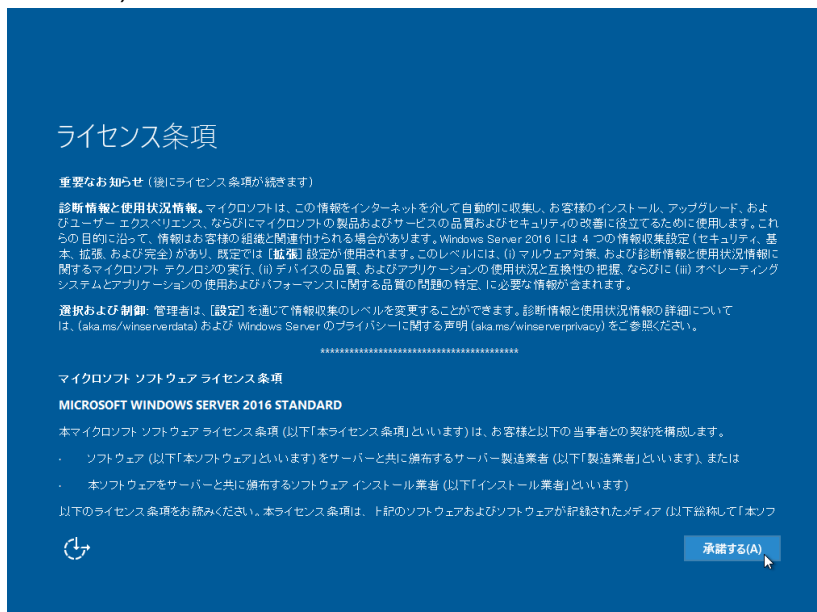 ライセンス条項
重要なお知らせ (後にライセンス条項が続きます)
診断情報と使用状況情報。マイクロソフトは、この情報をインターネットを介して自動的に収集し、お客様のインストール、アップグレード、およ
びユーザー エクスペリエンス、ならびにマイクロソフトの製品およびサービスの品質およびセキュリティの改善に役立てるために使用します。これ
らの目的に沿って、情報はお客様の組織と関連付けられる場合があります。Windows Server 2016 には 4 つの情報収集設定 (セキュリティ、基
本、拡張、および完全) があり、既定では [拡張] 設定が使用されます。このレベルには、(i) マルウェア対策、および診断情報と使用状況情報に
関するマイクロソフト テクノロジの実行、(ii) デバイスの品質、およびアプリケーションの使用状況と互換性の把握、ならびに (iii) オペレーティング
システムとアプリケーションの使用およびパフォーマンスに関する品質の問題の特定、に必要な情報が含まれます。
選択および制御: 管理者は、[設定] を通じて情報収集のレベルを変更することができます。診断情報と使用状況情報の詳細について
は、(aka.ms/winserverdata) および Windows Server のプライバシーに関する声明 (aka.ms/winserverprivacy) をご参照ください。
*****************************************
マイクロソフト ソフトウェア ライセンス条項
MICROSOFT WINDOWS SERVER 2016 STANDARD
本マイクロソフト ソフトウェア ライセンス条項 (以下「本ライセンス条項」といいます) は、お客様と以下の当事者との契約を構成します。
· ソフトウェア (以下「本ソフトウェア」といいます) をサーバーと共に頒布するサーバー製造業者 (以下「製造業者」といいます)、または
· 本ソフトウェアをサーバーと共に頒布するソフトウェア インストール業者 (以下「インストール業者」といいます)
以下のライセンス条項をお読みください。本ライセンス条項は、上記のソフトウェアおよびソフトウェアが記録されたメディア (以下総称して「本ソフ
承諾する(A)